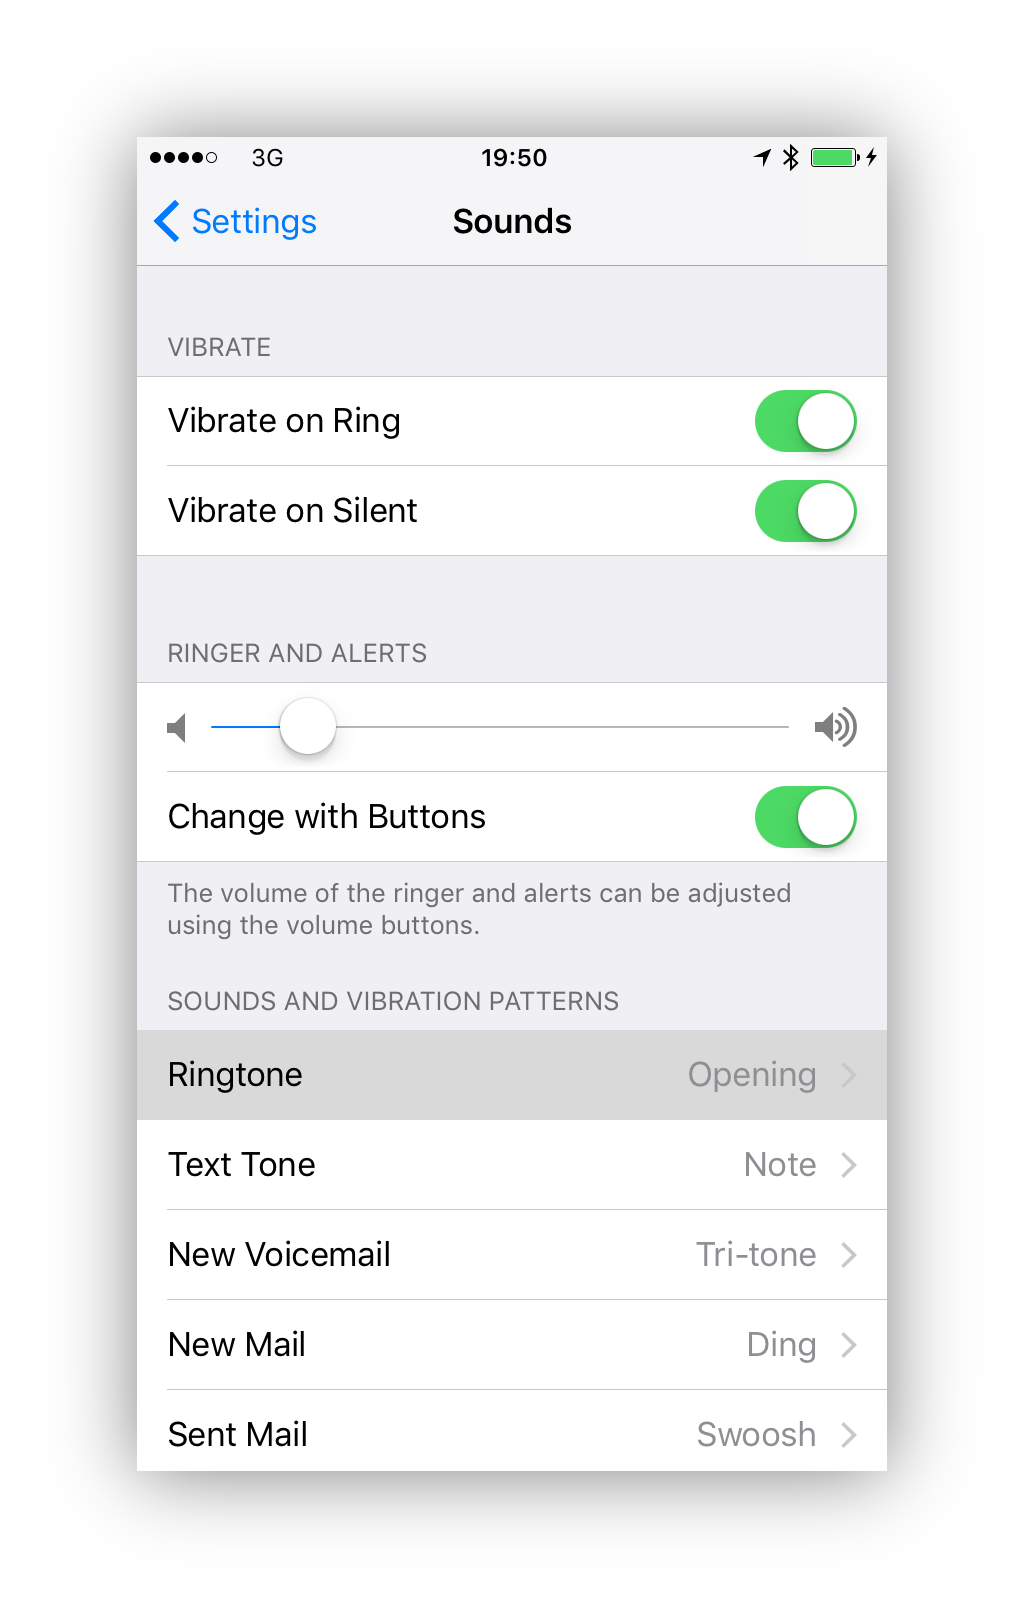 3G 19:50
Settings Sounds
VIBRATE
Vibrate on Ring
Vibrate on Silent
RINGER AND ALERTS
Change with Buttons
The volume of the ringer and alerts can be adjusted
using the volume buttons.
SOUNDS AND VIBRATION PATTERNS
Ringtone Opening
Text Tone Note
New Voicemail Tri-tone
New Mail Ding
Sent Mail Swoosh